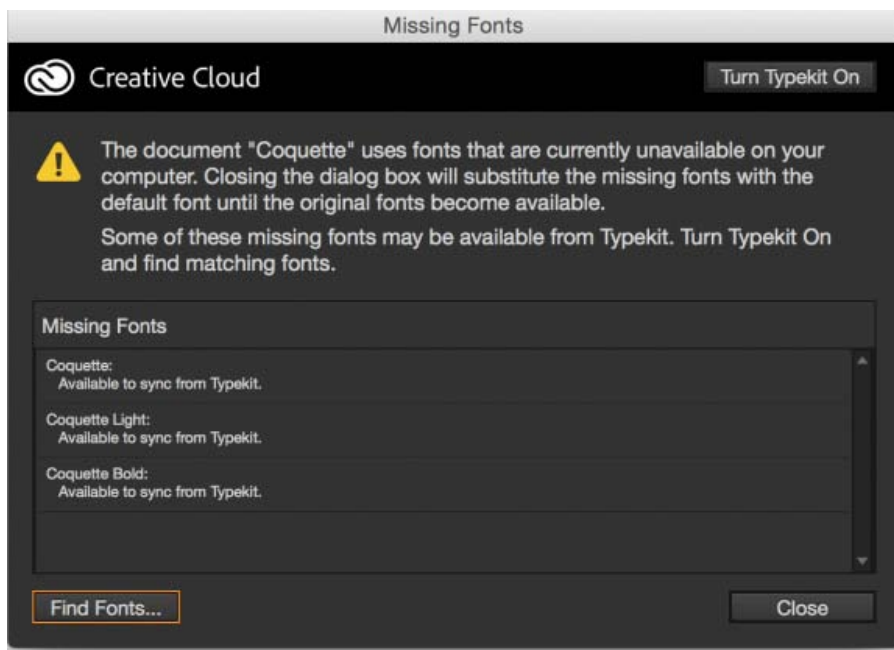 Missing Fonts
Creative Cloud
Turn Typekit On
The document "Coquette" uses fonts that are currently unavailable on your
computer. Closing the dialog box will substitute the missing fonts with the
default font until the original fonts become available.
Some of these missing fonts may be available from Typekit. Turn Typekit On
and find matching fonts.
Missing Fonts
Coquette:
Available to sync from Typekit.
Coquette Light:
Available to sync from Typekit.
Coquette Bold:
Available to sync from Typekit.
Find Fonts...
Close